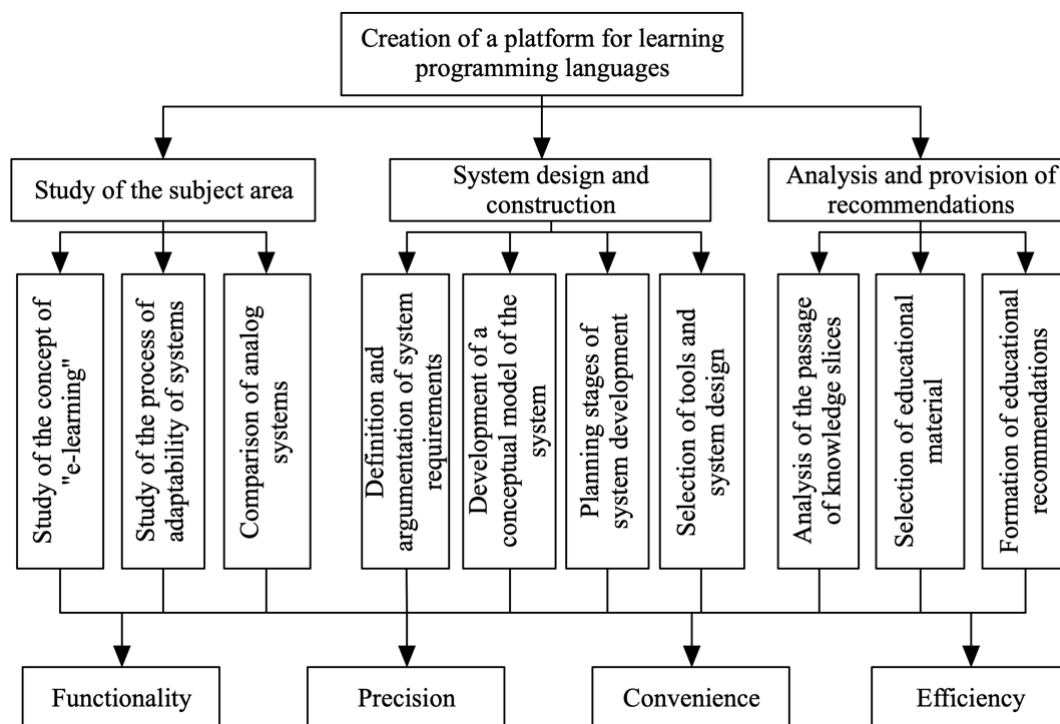 Creation of a platform for learning
programming languages
Study of the subject area
System design and
construction
Analysis and provision of
recommendations
Study of the concept of
"e-learning"
Study of the process of
adaptability of systems
Comparison of analog
systems
Definition and
argumentation of system
requirements
Development of a
conceptual model of the
system
Planning stages of
system development
Selection of tools and
system design
Analysis of the passage
of knowledge slices
Selection of educational
material
Formation of educational
recommendations
Functionality
Precision
Convenience
Efficiency